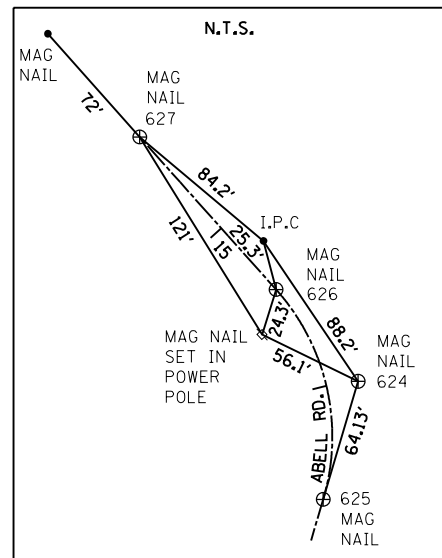 N.T.S.
MAG
NAIL
MAG
NAIL
627
72'
84.2'
121'
115
25.3'
I.P.C
MAG
NAIL
626
24.3'
88.2'
MAG NAIL
SET IN
POWER
POLE
56.1'
MAG
NAIL
624
ABELL RD.
64.13'
625
MAG
NAIL